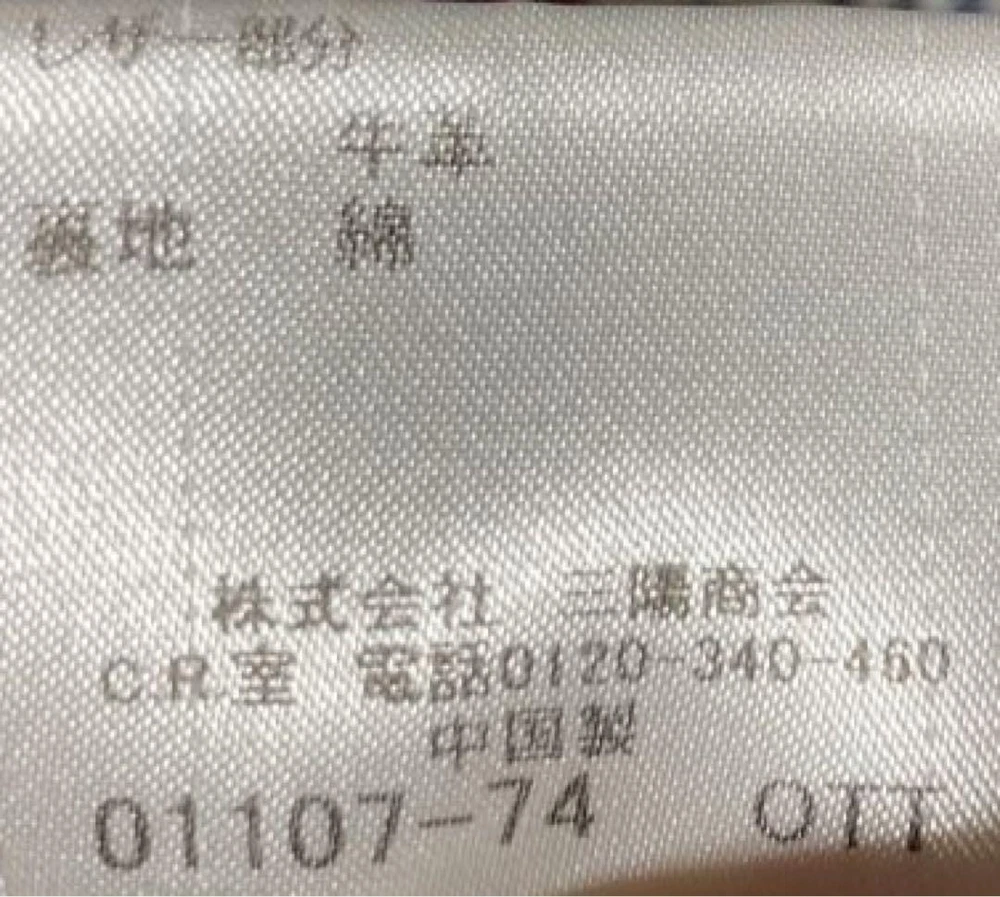 レザー部分
牛革
裏地 綿
株式会社 三陽商会
C.R.室 電話0120-340-460
中国製
01107-74 OTT